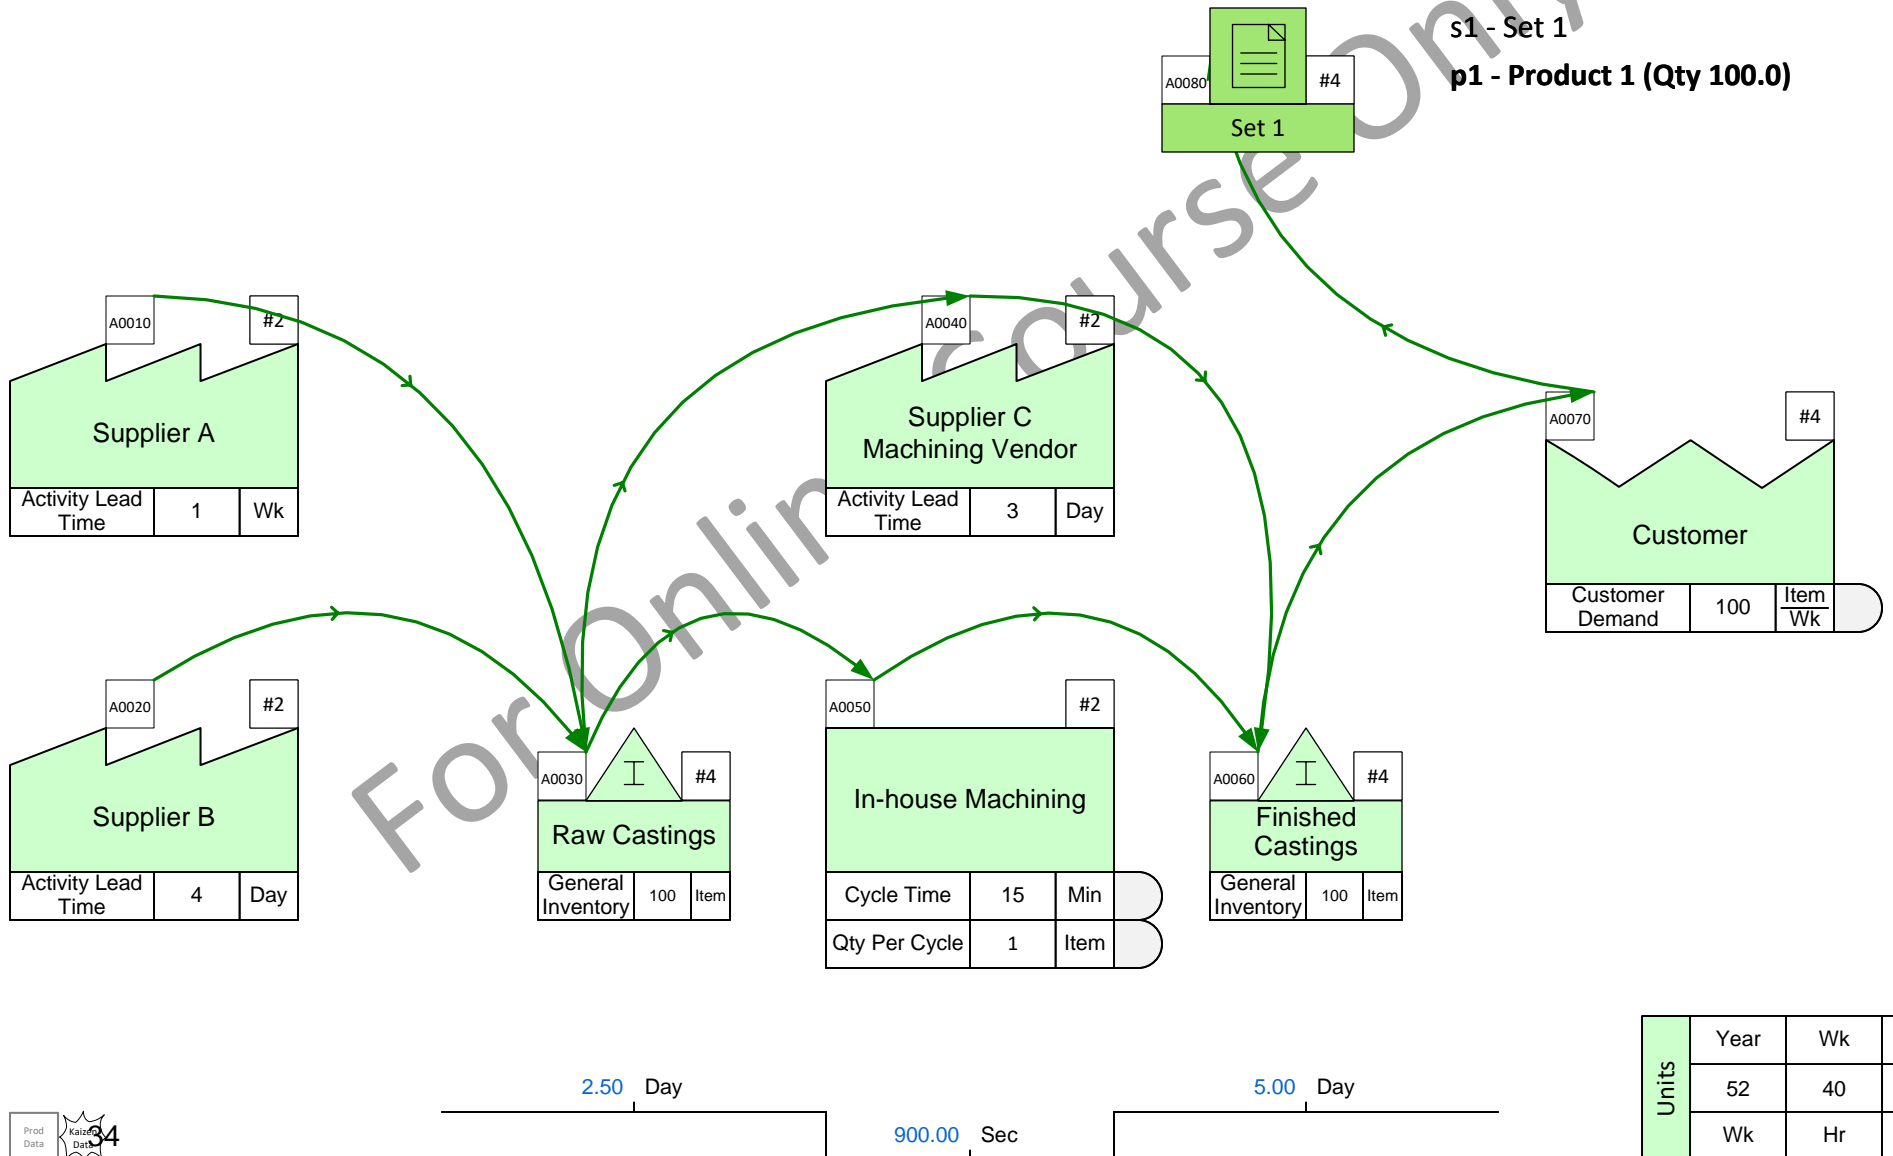 s1 - Set 1
A0080
#4
p1 - Product 1 (Qty 100.0)
Set 1
For Online Course Only
A0010
#2
Supplier A
Activity Lead Time
1
Wk
A0040
#2
Supplier C
Machining Vendor
Activity Lead Time
3
Day
A0070
#4
Customer
Customer Demand
100
Item
Wk
A0020
#2
Supplier B
Activity Lead Time
4
Day
A0030
#4
Raw Castings
General Inventory
100
Item
A0050
#2
In-house Machining
Cycle Time
15
Min
Qty Per Cycle
1
Item
A0060
#4
Finished
Castings
General Inventory
100
Item
2.50 Day
900.00 Sec
5.00 Day
Units
Year
Wk
52
40
Wk
Hr
Prod
Data
Kaizen
Data
34